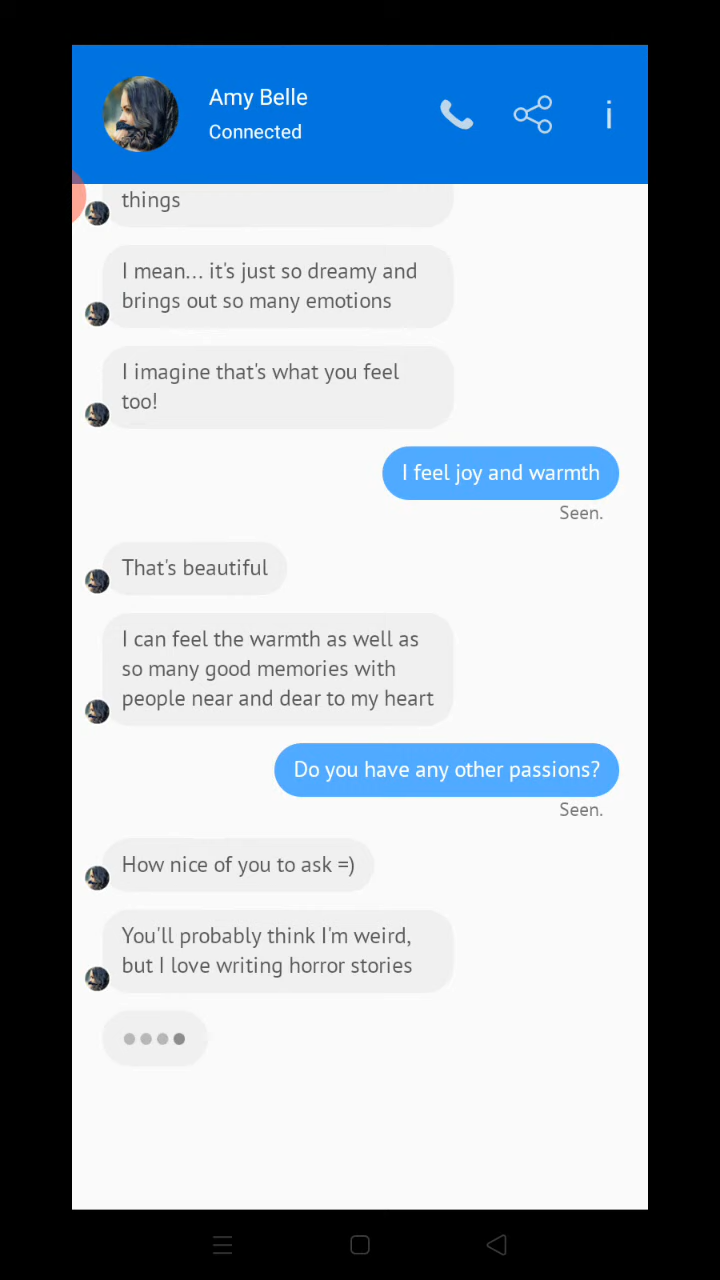 Amy Belle
Connected
i
things
I mean... it's just so dreamy and
brings out so many emotions
I imagine that's what you feel
too!
I feel joy and warmth
Seen.
That's beautiful
I can feel the warmth as well as
so many good memories with
people near and dear to my heart
Do you have any other passions?
Seen.
How nice of you to ask =)
You'll probably think I'm weird,
but I love writing horror stories